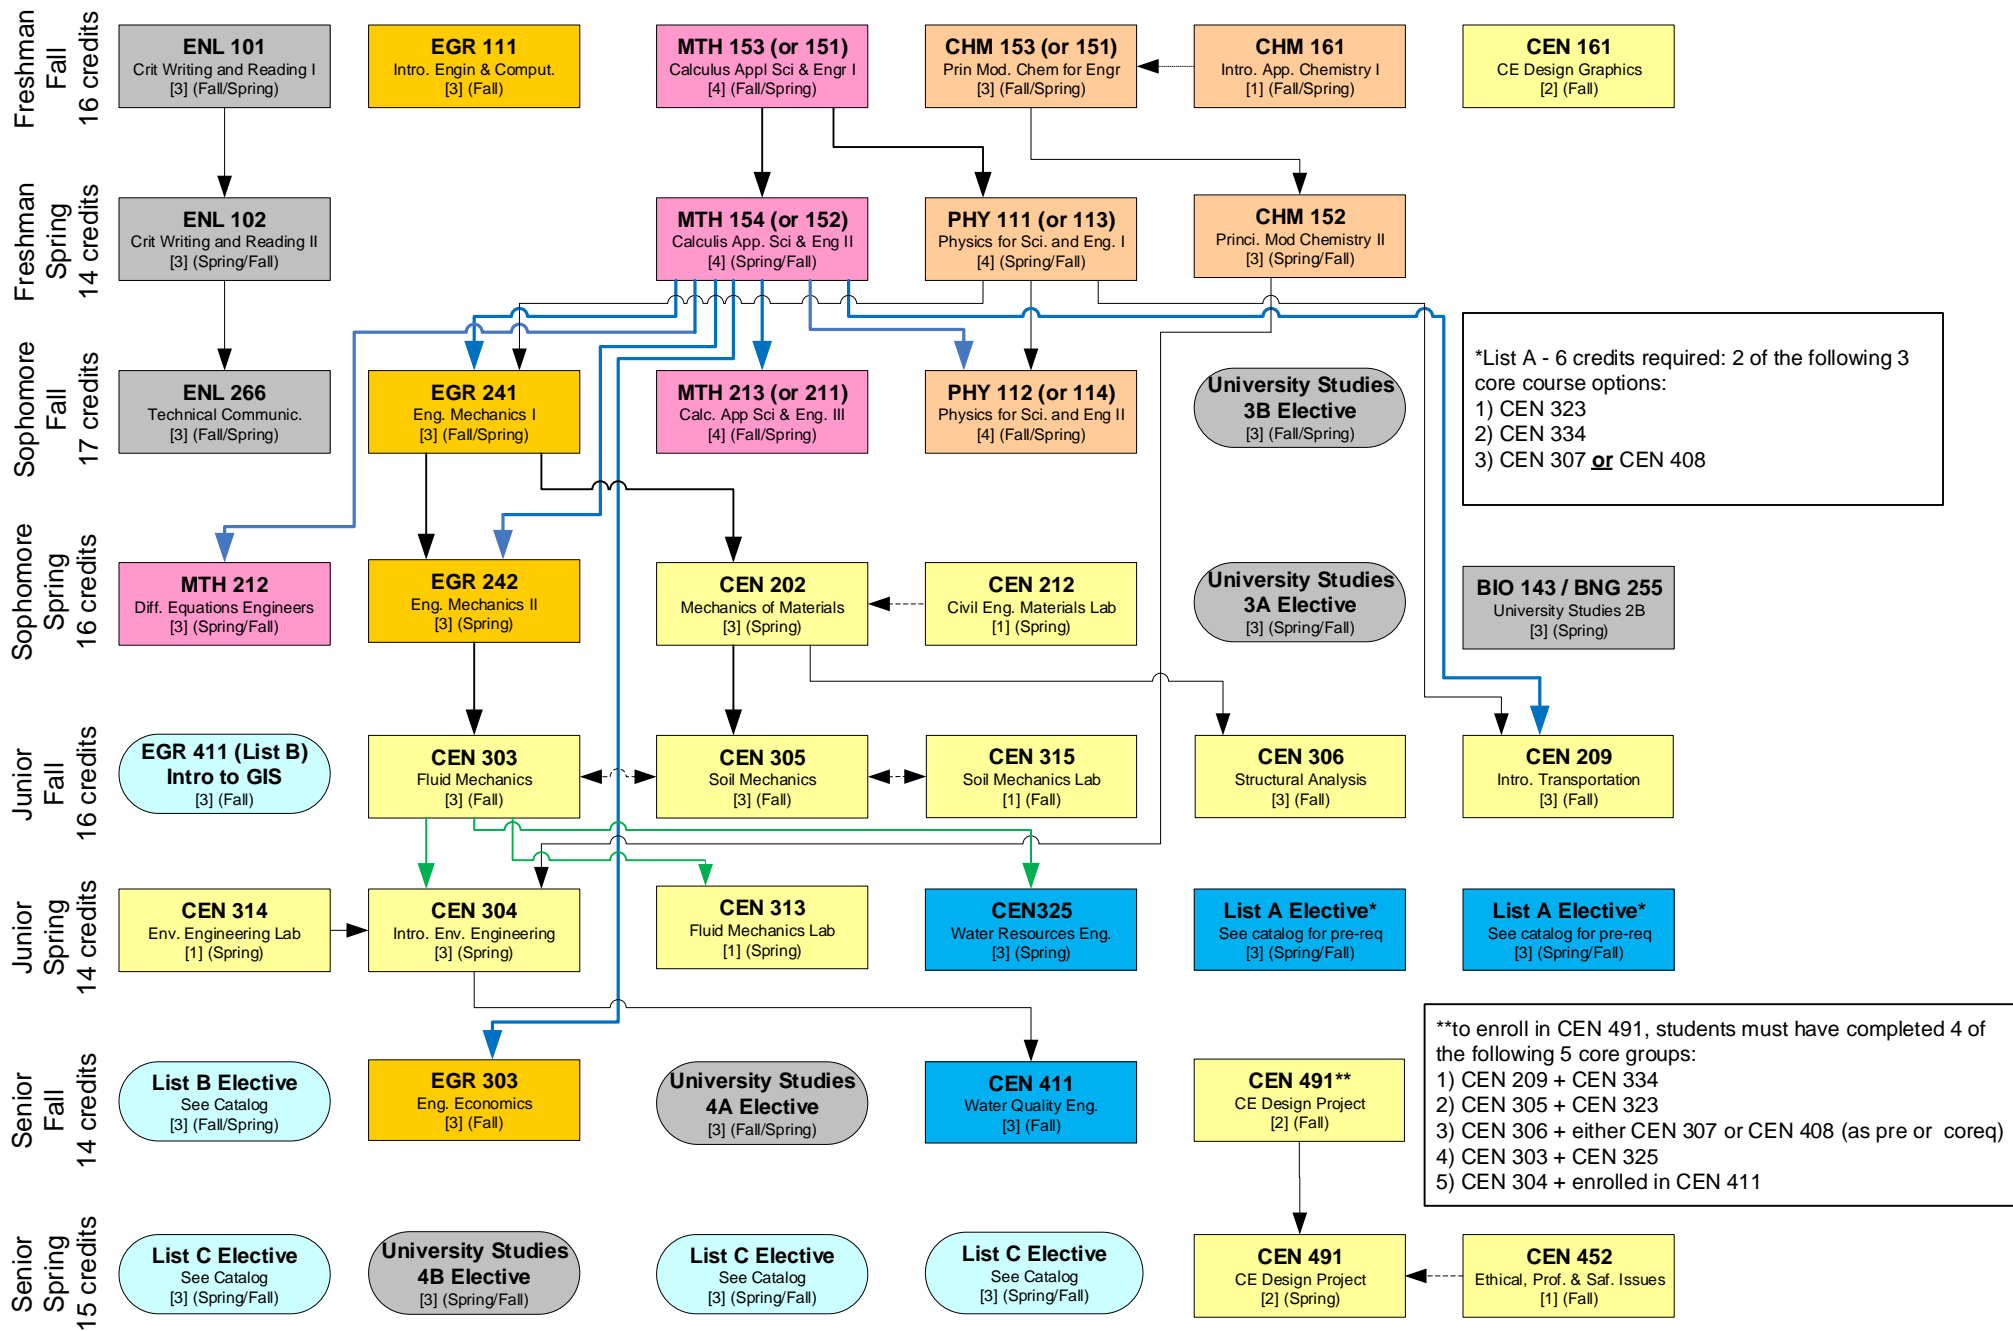 Freshman
Fall
16 credits
ENL 101
Crit Writing and Reading I
[3] (Fall/Spring)
EGR 111
Intro. Engin & Comput.
[3] (Fall)
MTH 153 (or 151)
Calculus Appl Sci & Engr I
[4] (Fall/Spring)
CHM 153 (or 151)
Prin Mod. Chem for Engr
[3] (Fall/Spring)
CHM 161
Intro. App. Chemistry I
[1] (Fall/Spring)
CEN 161
CE Design Graphics
[2] (Fall)
Freshman
Spring
14 credits
ENL 102
Crit Writing and Reading II
[3] (Spring/Fall)
MTH 154 (or 152)
Calculis App. Sci & Eng II
[4] (Spring/Fall)
PHY 111 (or 113)
Physics for Sci. and Eng. I
[4] (Spring/Fall)
CHM 152
Princi. Mod Chemistry II
[3] (Spring/Fall)
*List A - 6 credits required: 2 of the following 3
core course options:
1) CEN 323
2) CEN 334
3) CEN 307 or CEN 408
Sophomore
Fall
17 credits
ENL 266
Technical Communic.
[3] (Fall/Spring)
EGR 241
Eng. Mechanics I
[3] (Fall/Spring)
MTH 213 (or 211)
Calc. App Sci & Eng. III
[4] (Fall/Spring)
PHY 112 (or 114)
Physics for Sci. and Eng II
[4] (Fall/Spring)
University Studies
3B Elective
[3] (Fall/Spring)
Sophomore
Spring
16 credits
MTH 212
Diff. Equations Engineers
[3] (Spring/Fall)
EGR 242
Eng. Mechanics II
[3] (Spring)
CEN 202
Mechanics of Materials
[3] (Spring)
CEN 212
Civil Eng. Materials Lab
[1] (Spring)
University Studies
3A Elective
[3] (Spring/Fall)
BIO 143 / BNG 255
University Studies 2B
[3] (Spring)
Junior
Fall
16 credits
EGR 411 (List B)
Intro to GIS
[3] (Fall)
CEN 303
Fluid Mechanics
[3] (Fall)
CEN 305
Soil Mechanics
[3] (Fall)
CEN 315
Soil Mechanics Lab
[1] (Fall)
CEN 306
Structural Analysis
[3] (Fall)
CEN 209
Intro. Transportation
[3] (Fall)
Junior
Spring
14 credits
CEN 314
Env. Engineering Lab
[1] (Spring)
CEN 304
Intro. Env. Engineering
[3] (Spring)
CEN 313
Fluid Mechanics Lab
[1] (Spring)
CEN325
Water Resources Eng.
[3] (Spring)
List A Elective*
See catalog for pre-req
[3] (Spring/Fall)
List A Elective*
See catalog for pre-req
[3] (Spring/Fall)
Senior
Fall
14 credits
List B Elective
See Catalog
[3] (Fall/Spring)
EGR 303
Eng. Economics
[3] (Fall)
University Studies
4A Elective
[3] (Fall/Spring)
CEN 411
Water Quality Eng.
[3] (Fall)
CEN 491**
CE Design Project
[2] (Fall)
**to enroll in CEN 491, students must have completed 4 of
the following 5 core groups:
1) CEN 209 + CEN 334
2) CEN 305 + CEN 323
3) CEN 306 + either CEN 307 or CEN 408 (as pre or coreq)
4) CEN 303 + CEN 325
5) CEN 304 + enrolled in CEN 411
Senior
Spring
15 credits
List C Elective
See Catalog
[3] (Spring/Fall)
University Studies
4B Elective
[3] (Spring/Fall)
List C Elective
See Catalog
[3] (Spring/Fall)
List C Elective
See Catalog
[3] (Spring/Fall)
CEN 491
CE Design Project
[2] (Spring)
CEN 452
Ethical, Prof. & Saf. Issues
[1] (Fall)